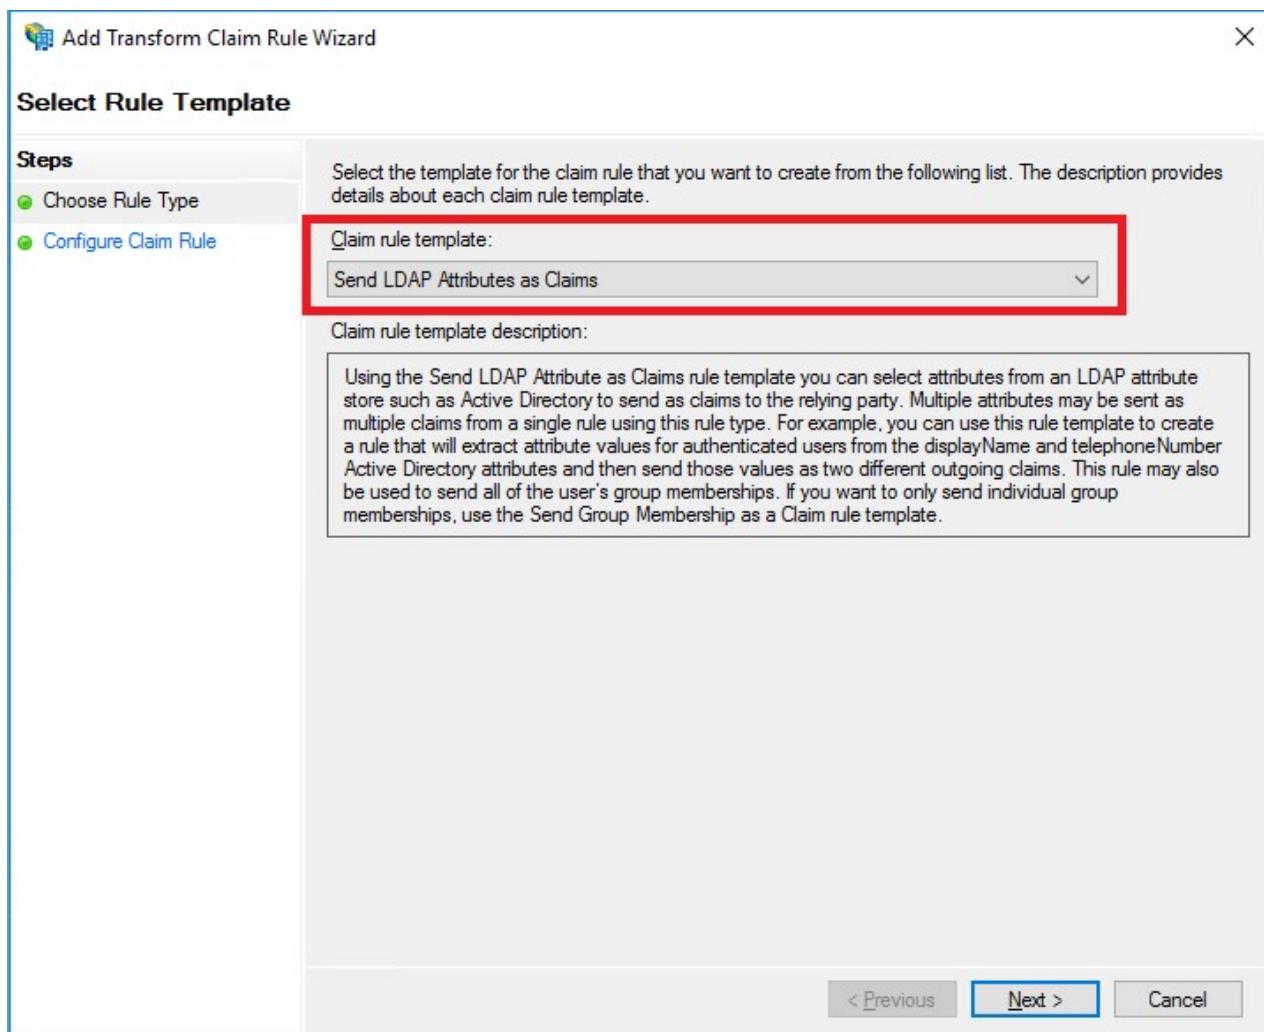 Add Transform Claim Rule Wizard
Select Rule Template
Steps
Choose Rule Type
Configure Claim Rule
Select the template for the claim rule that you want to create from the following list. The description provides
details about each claim rule template.
Claim rule template:
Send LDAP Attributes as Claims
Claim rule template description:
Using the Send LDAP Attribute as Claims rule template you can select attributes from an LDAP attribute
store such as Active Directory to send as claims to the relying party. Multiple attributes may be sent as
multiple claims from a single rule using this rule type. For example, you can use this rule template to create
a rule that will extract attribute values for authenticated users from the displayName and telephoneNumber
Active Directory attributes and then send those values as two different outgoing claims. This rule may also
be used to send all of the user's group memberships. If you want to only send individual group
memberships, use the Send Group Membership as a Claim rule template.
< Previous
Next >
Cancel